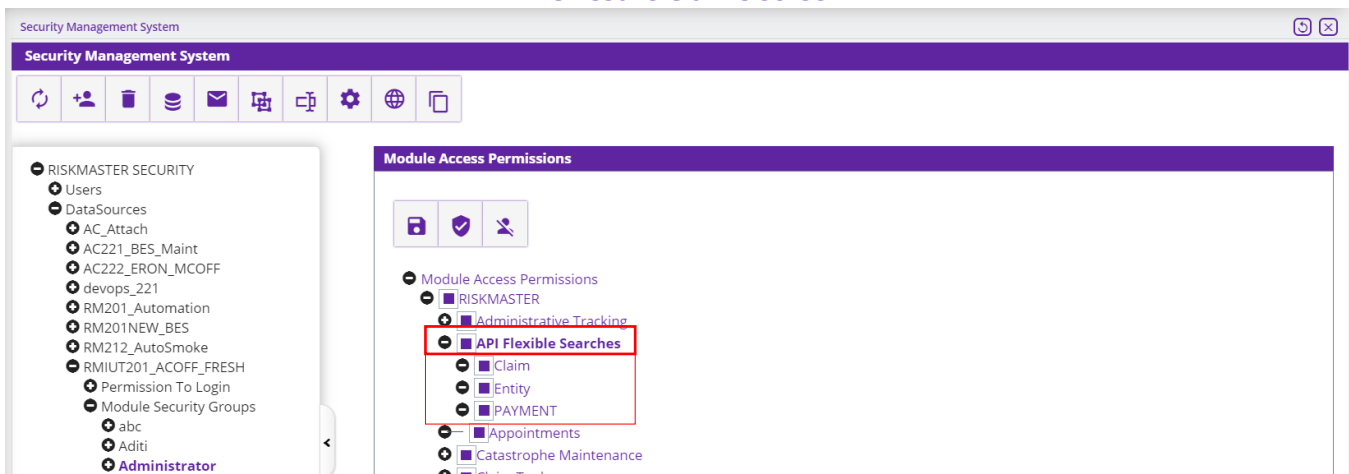 Security Management System
Security Management System
RISKMASTER SECURITY
Users
DataSources
AC_Attach
AC221_BES_Maint
AC222_ERON_MCOFF
devops_221
RM201_Automation
RM201NEW_BES
RM212_AutoSmoke
RMIUT201_ACOFF_FRESH
Permission To Login
Module Security Groups
abc
Aditi
Administrator
Module Access Permissions
Module Access Permissions
RISKMASTER
Administrative Tracking
API Flexible Searches
Claim
Entity
PAYMENT
Appointments
Catastrophe Maintenance